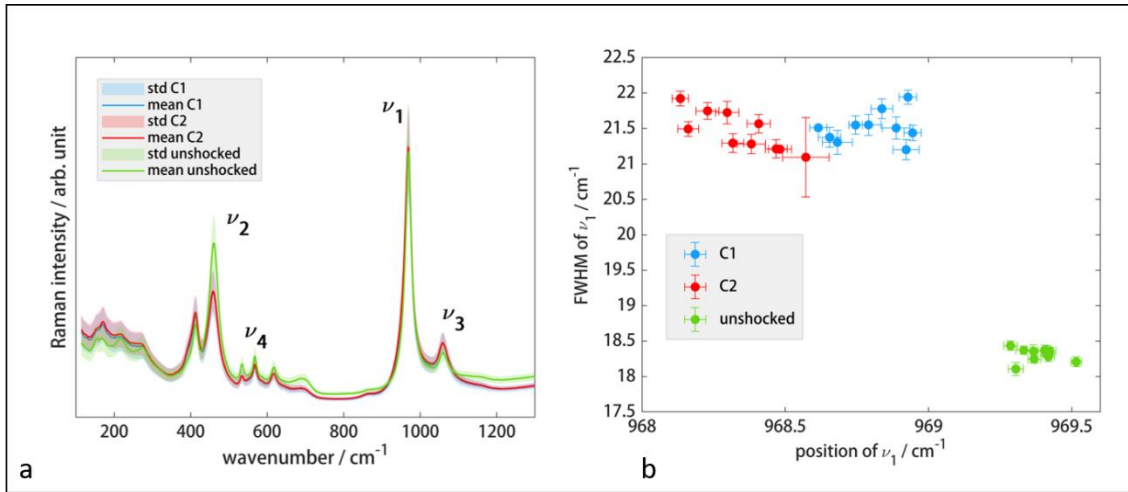 std C1
mean C1
std C2
mean C2
std unshocked
mean unshocked
ν1
ν2
ν4
ν3
Raman intensity / arb. unit
200 400 600 800 1000 1200
wavenumber / cm-1
a
22.5
22
21.5
21
20.5
20
19.5
19
18.5
18
17.5
FWHM of ν1 / cm-1
C1
C2
unshocked
968 968.5 969 969.5
position of ν1 / cm-1
b